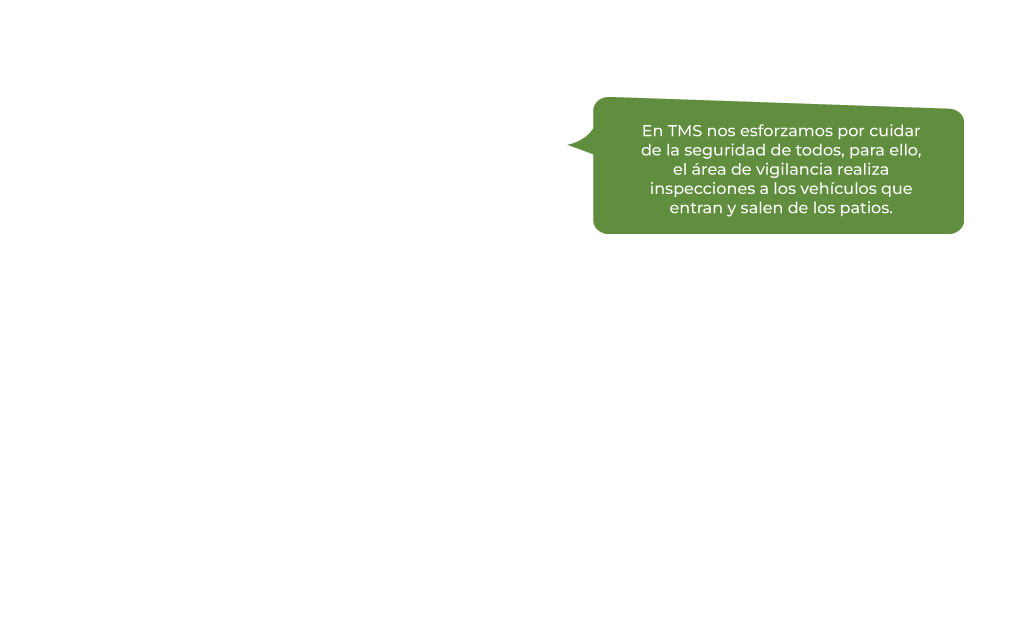 En TMS nos esforzamos por cuidar
de la seguridad de todos, para ello,
el área de vigilancia realiza
inspecciones a los vehículos que
entran y salen de los patios.